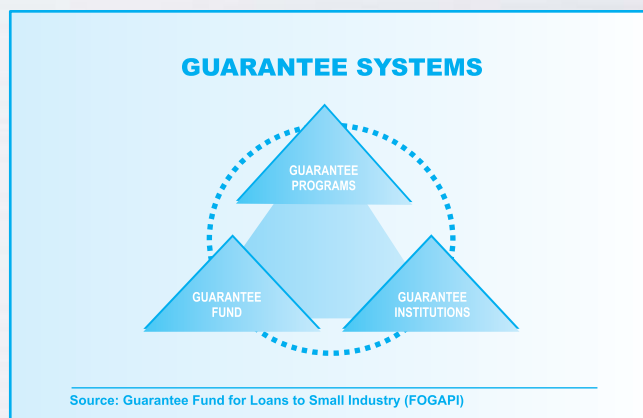 GUARANTEE SYSTEMS
GUARANTEE
PROGRAMS
GUARANTEE
FUND
GUARANTEE
INSTITUTIONS
Source: Guarantee Fund for Loans to Small Industry (FOGAPI)